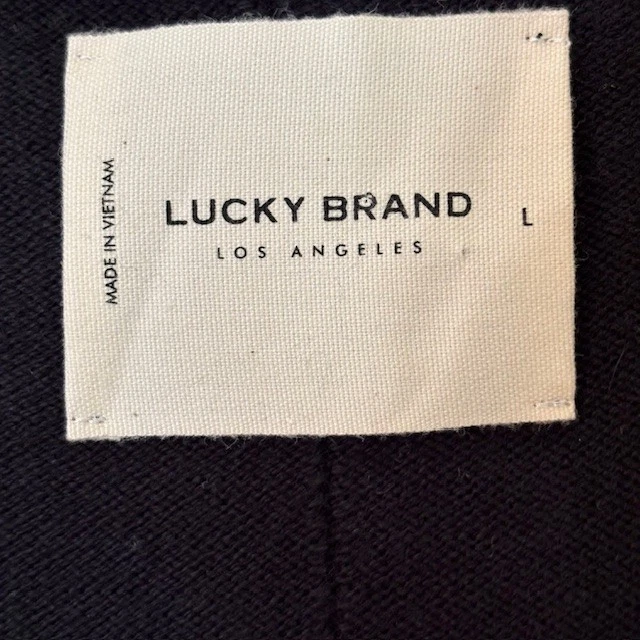 MADE IN VIETNAM
LUCKY BRAND
LOS ANGELES
L